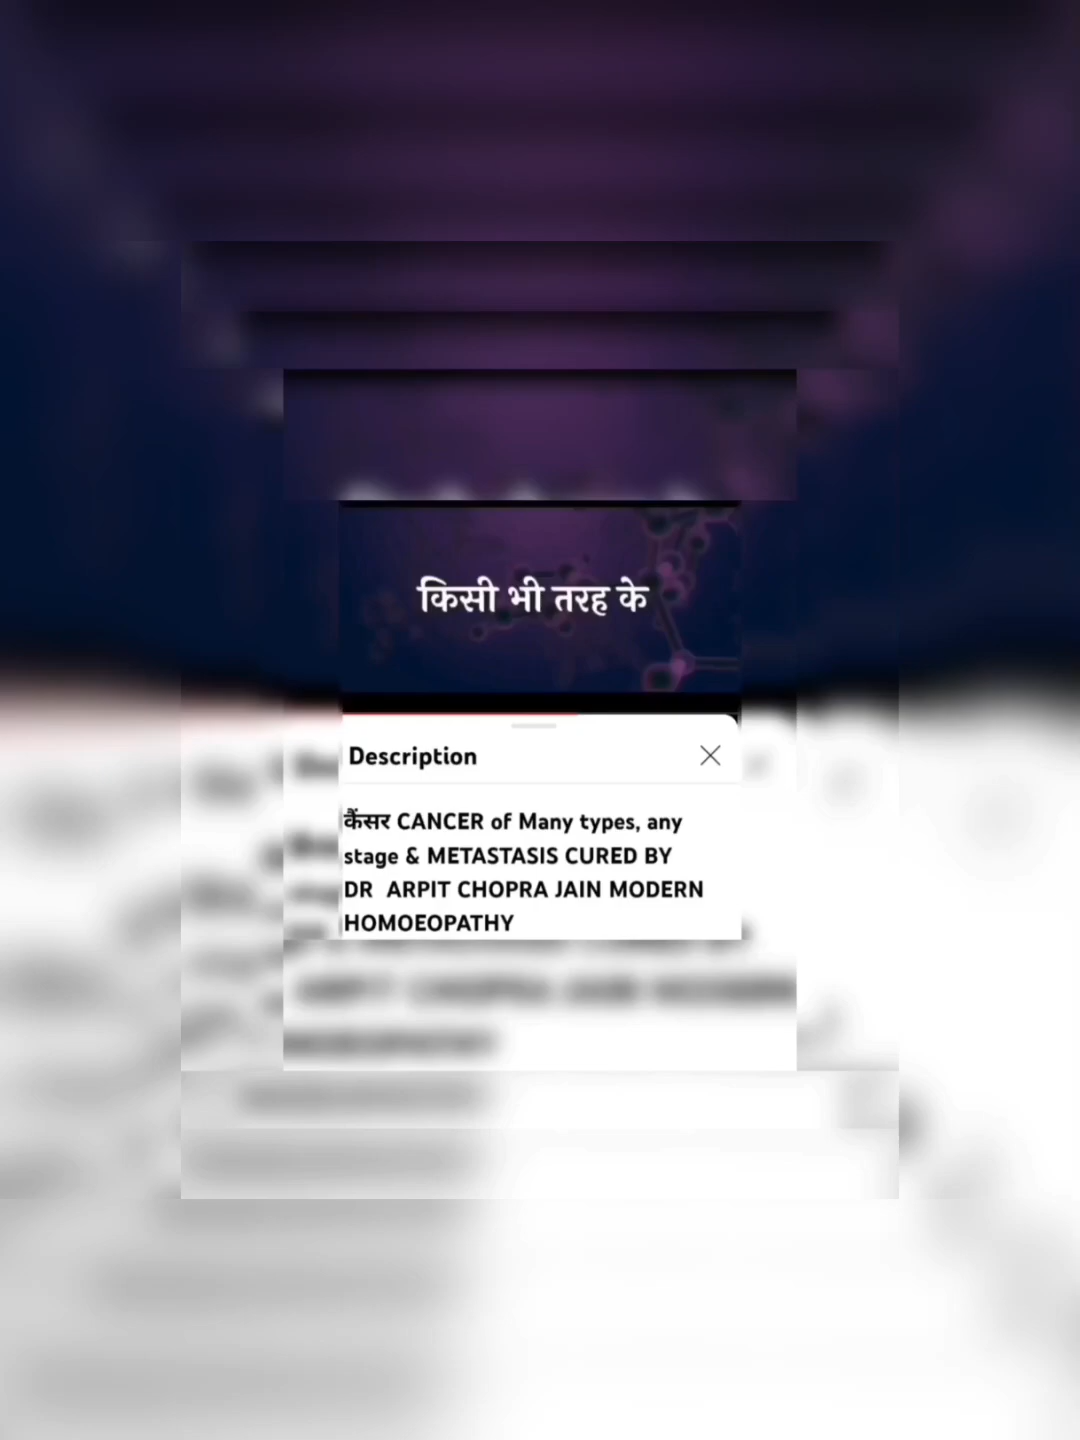 किसी भी तरह के
Description
कैंसर CANCER of Many types, any
stage & METASTASIS CURED BY
DR ARPIT CHOPRA JAIN MODERN
HOMOEOPATHY